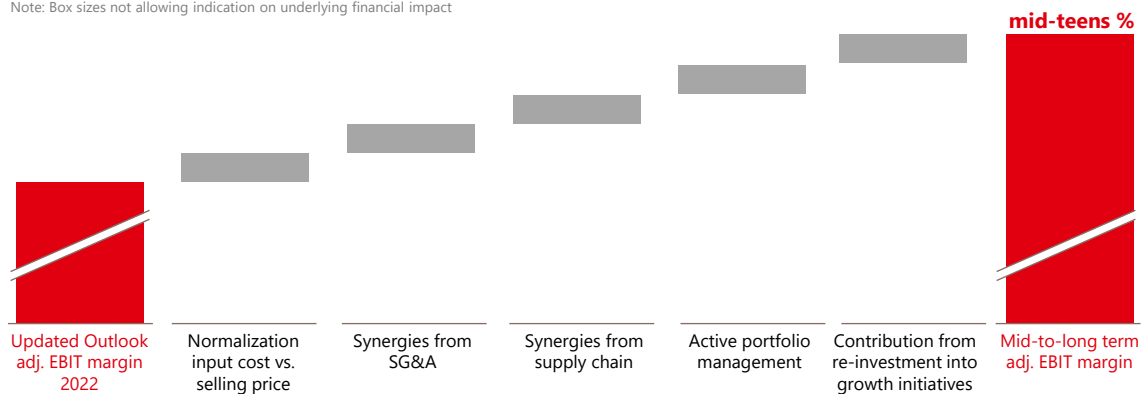 Note: Box sizes not allowing indication on underlying financial impact
mid-teens %
Updated Outlook
adj. EBIT margin
2022
Normalization
input cost vs.
selling price
Synergies from
SG&A
Synergies from
supply chain
Active portfolio
management
Contribution from
re-investment into
growth initiatives
Mid-to-long term
adj. EBIT margin